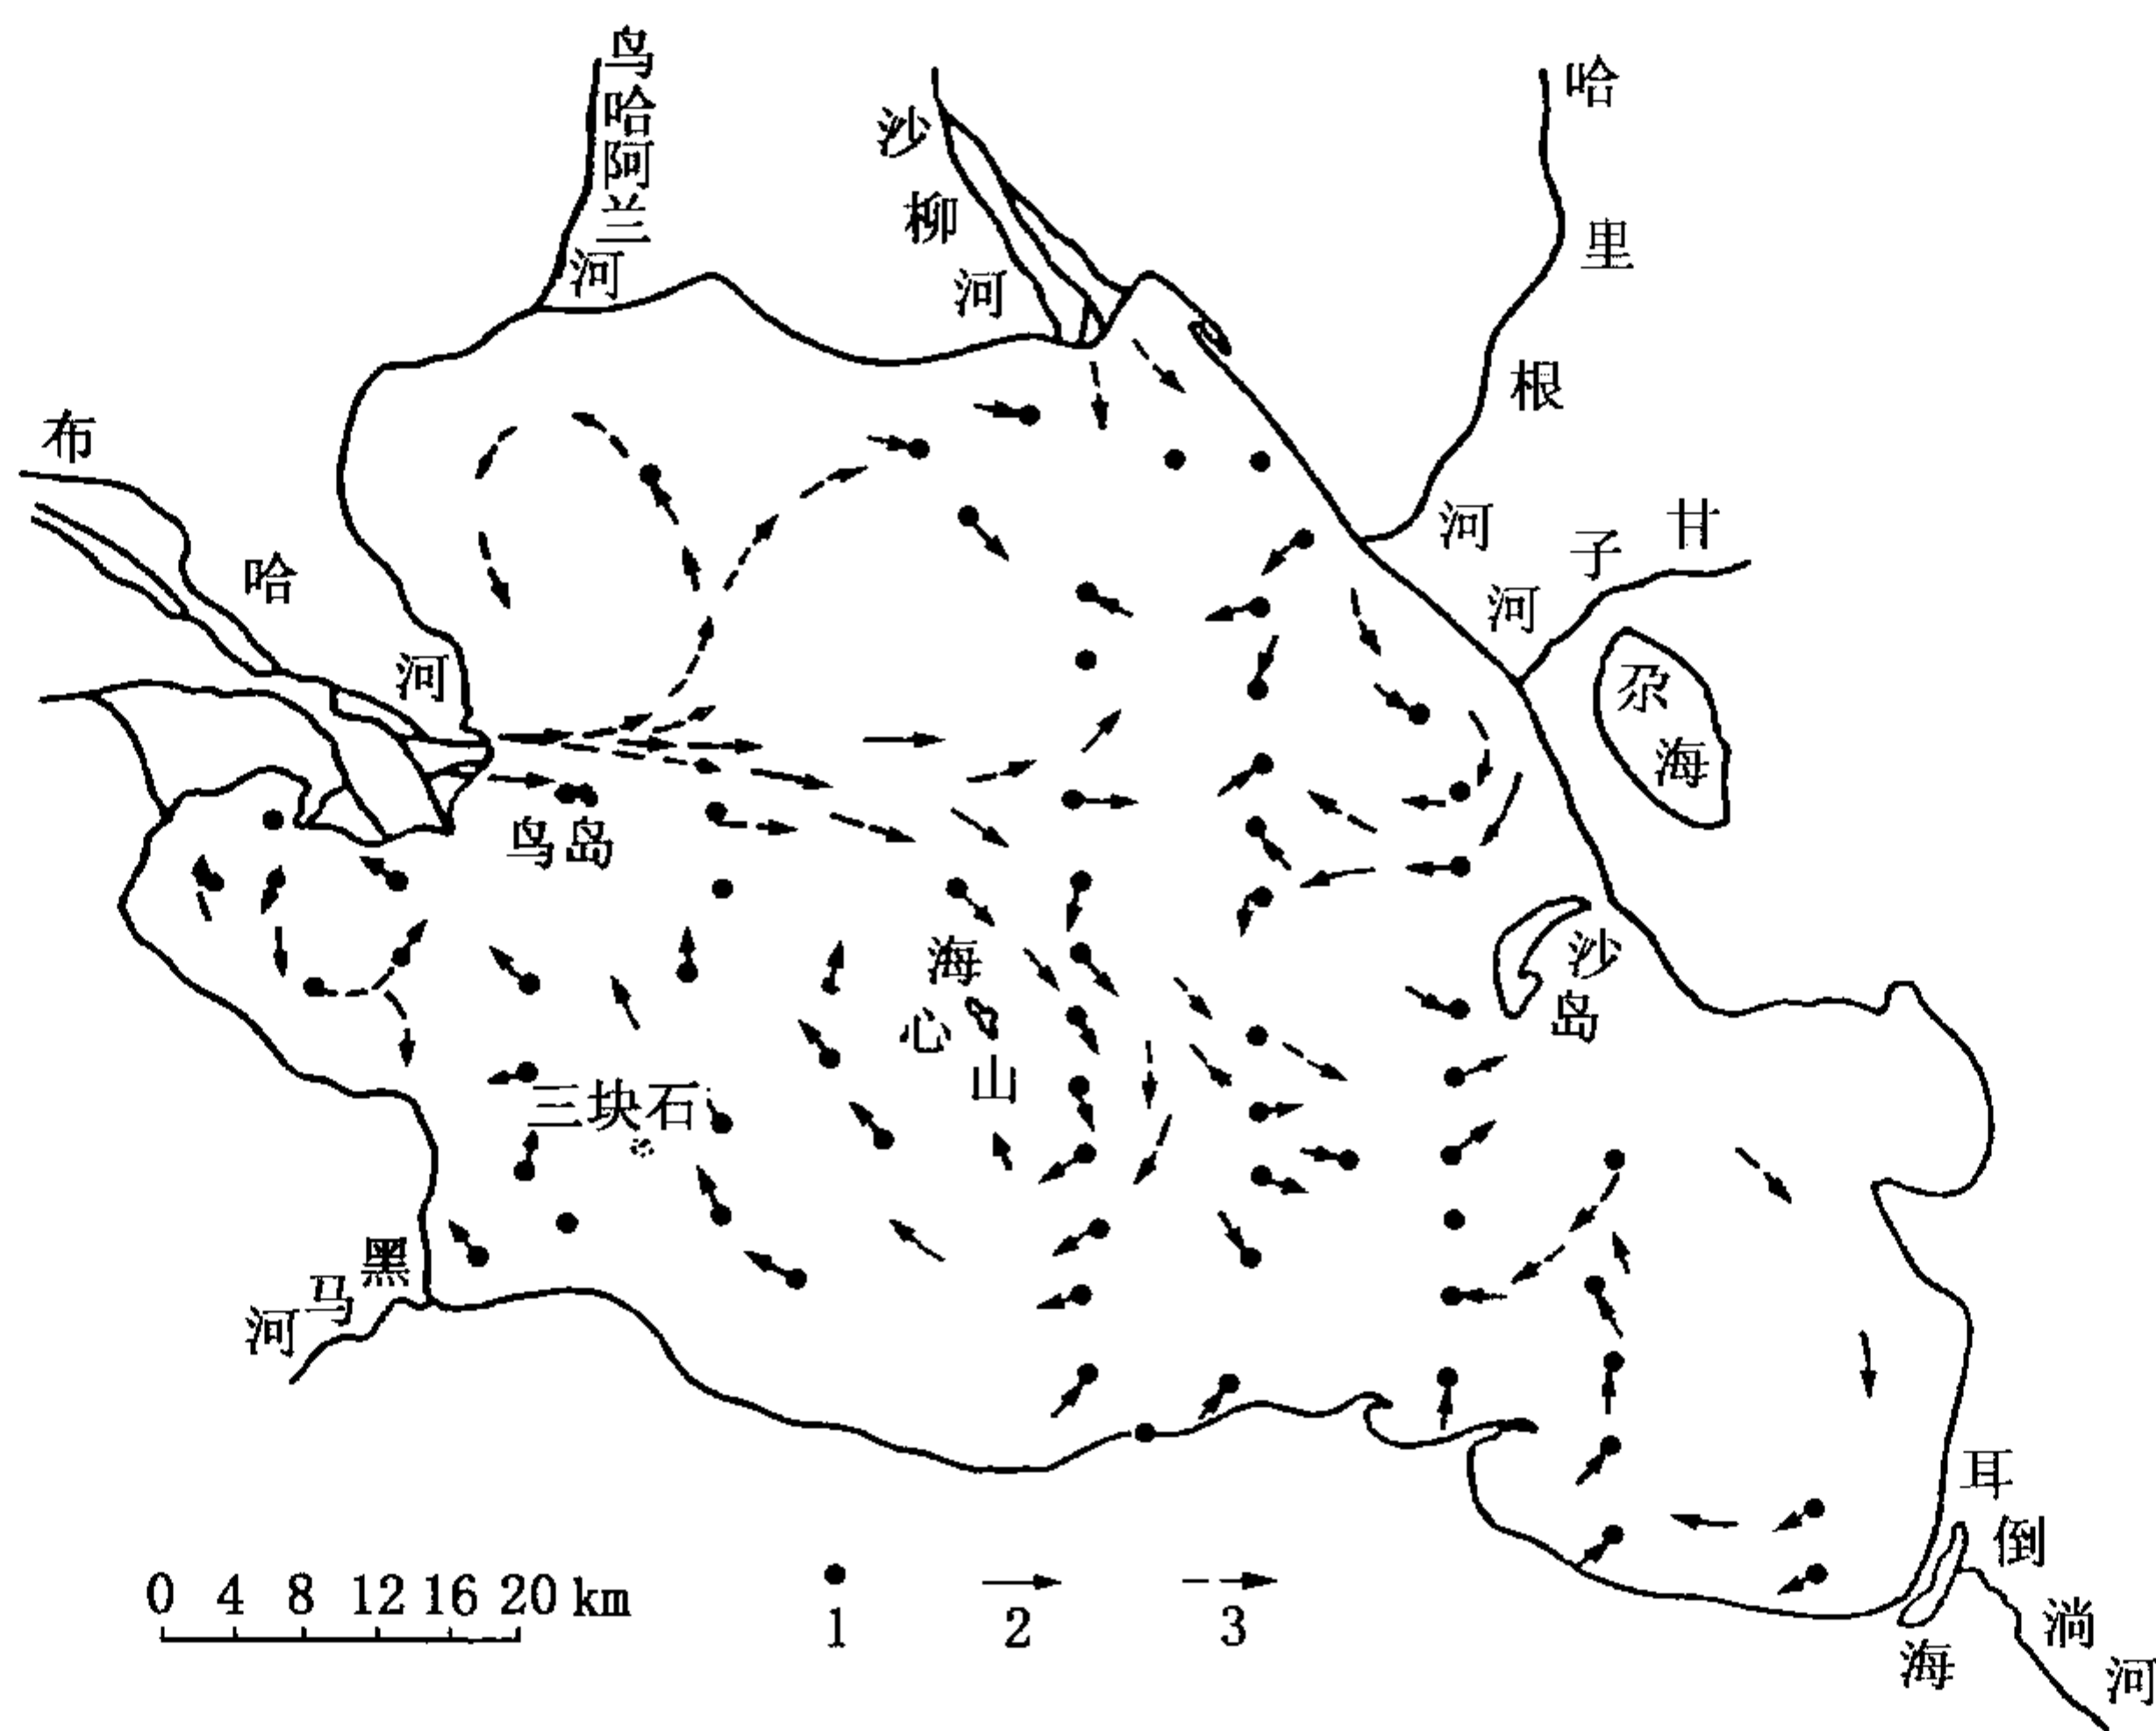 鸟哈阿兰河
沙柳河
哈里根河
甘子河
布哈河
尕海
鸟岛
沙岛
海心山
三块石
黑马河
耳海
倒淌河
0 4 8 12 16 20 km
1 2 3